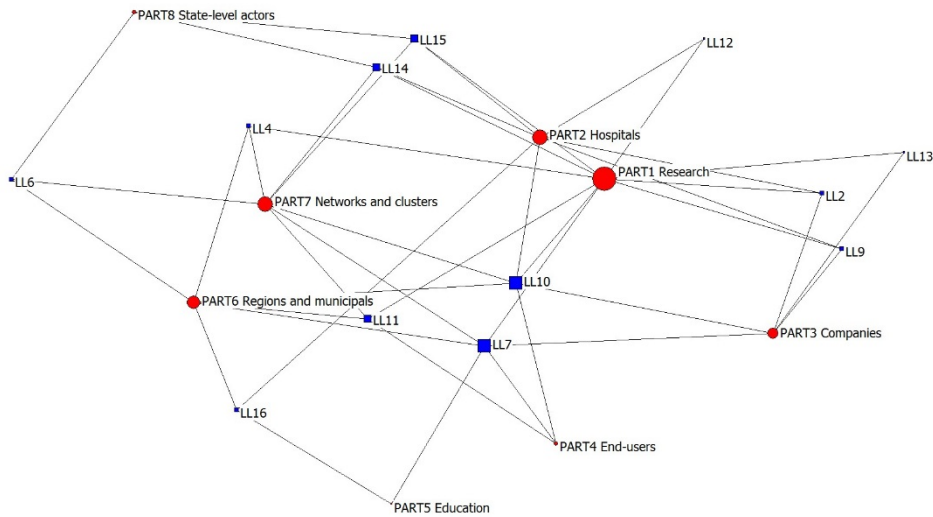 PART8 State-level actors
LL15
LL12
LL14
LL4
PART2 Hospitals
LL13
LL6
PART1 Research
LL2
PART7 Networks and clusters
LL9
LL10
PART6 Regions and municipals
LL11
PART3 Companies
LL7
LL16
PART4 End-users
PART5 Education